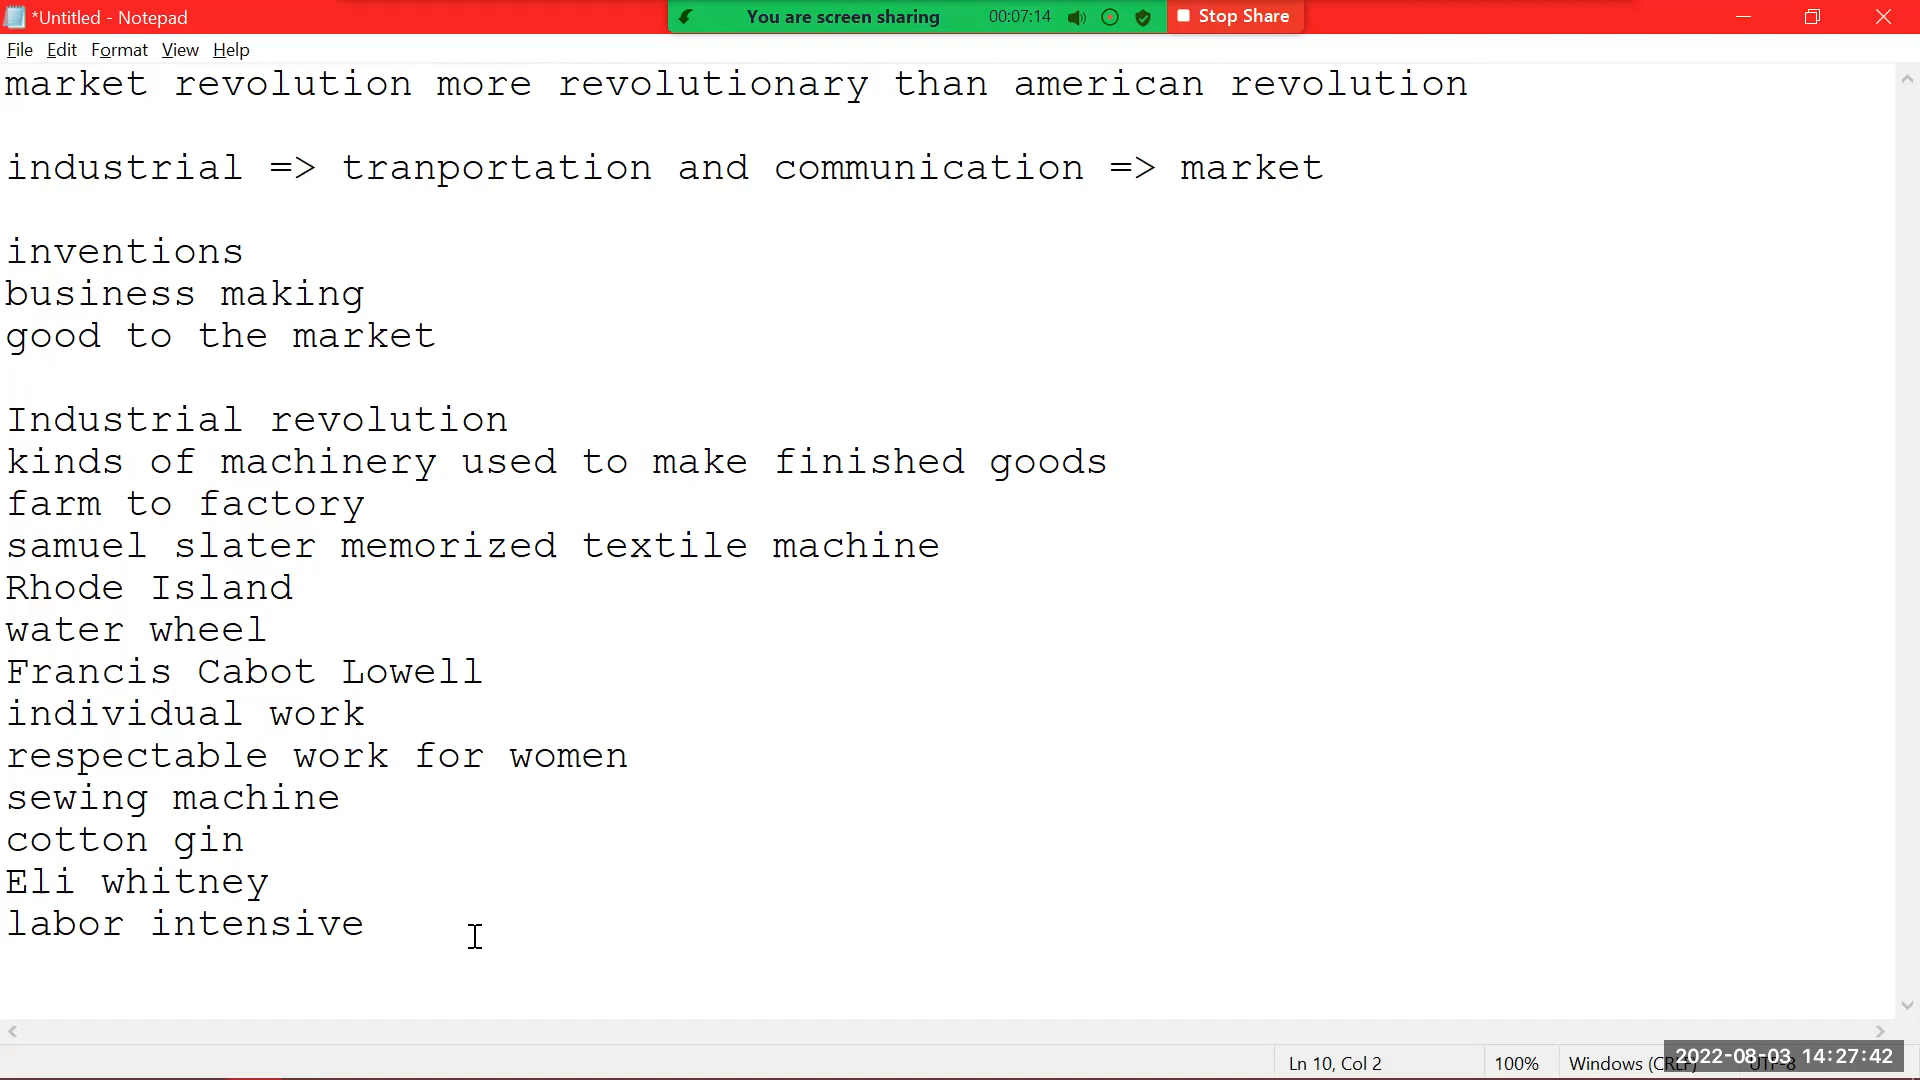 *Untitled - Notepad
You are screen sharing 00:07:14 Stop Share
File Edit Format View Help
market revolution more revolutionary than american revolution
industrial => tranportation and communication => market
inventions
business making
good to the market
Industrial revolution
kinds of machinery used to make finished goods
farm to factory
samuel slater memorized textile machine
Rhode Island
water wheel
Francis Cabot Lowell
individual work
respectable work for women
sewing machine
cotton gin
Eli whitney
labor intensive
Ln 10, Col 2 100% Windows (CRLF) UTF-8
2022-08-03 14:27:42